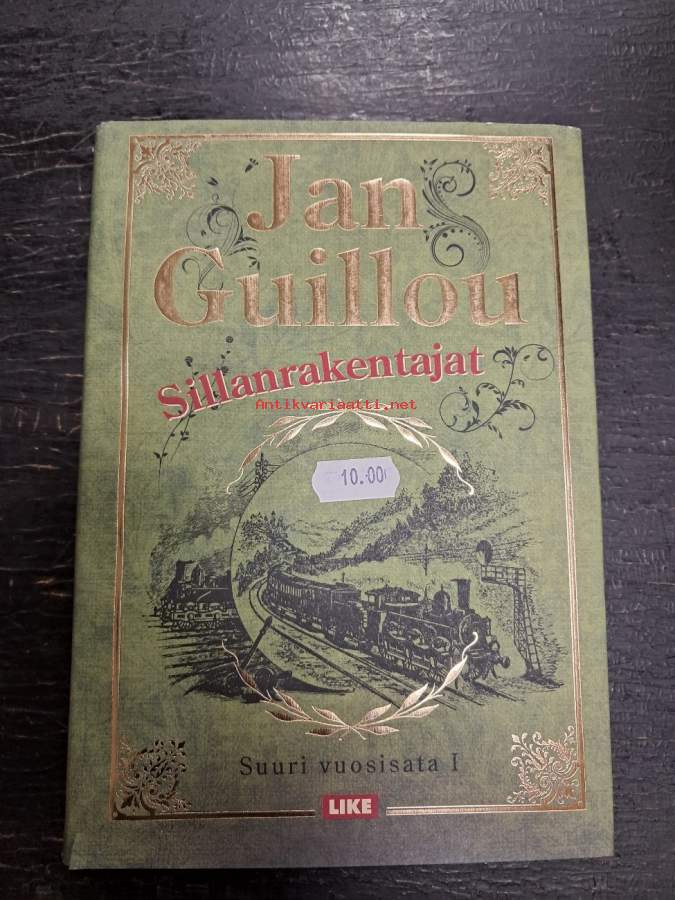 Jan
Guillou
Sillanrakentajat
Antikvariaatti.net
10.00
Suuri vuosisata I
LIKE